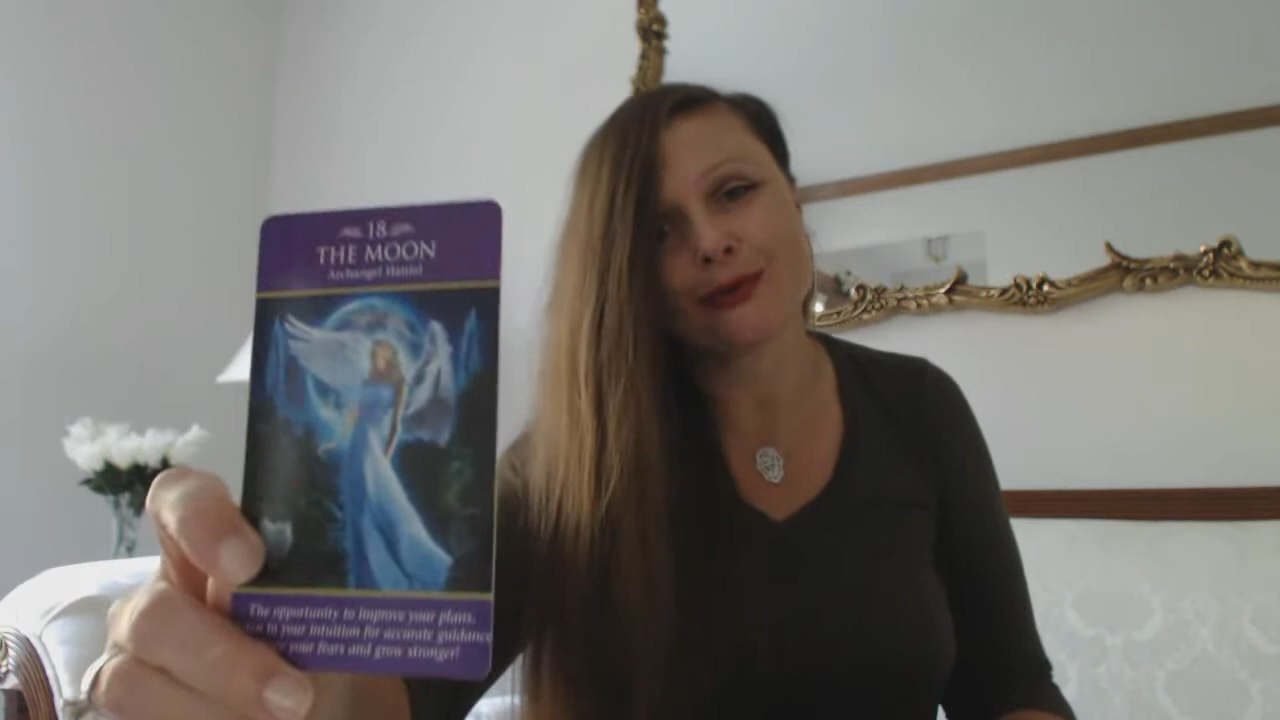 18
THE MOON
Archangel Haniel
The opportunity to improve your plans.
to your intuition for accurate guidance
your fears and grow stronger!